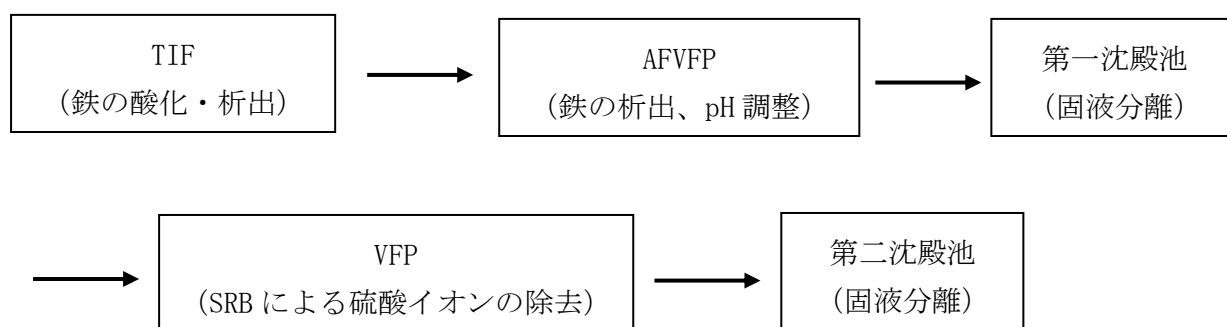 TIF
(鉄の酸化・析出)
AFVFP
(鉄の析出、pH 調整)
第一沈殿池
(固液分離)
VFP
(SRB による硫酸イオンの除去)
第二沈殿池
(固液分離)